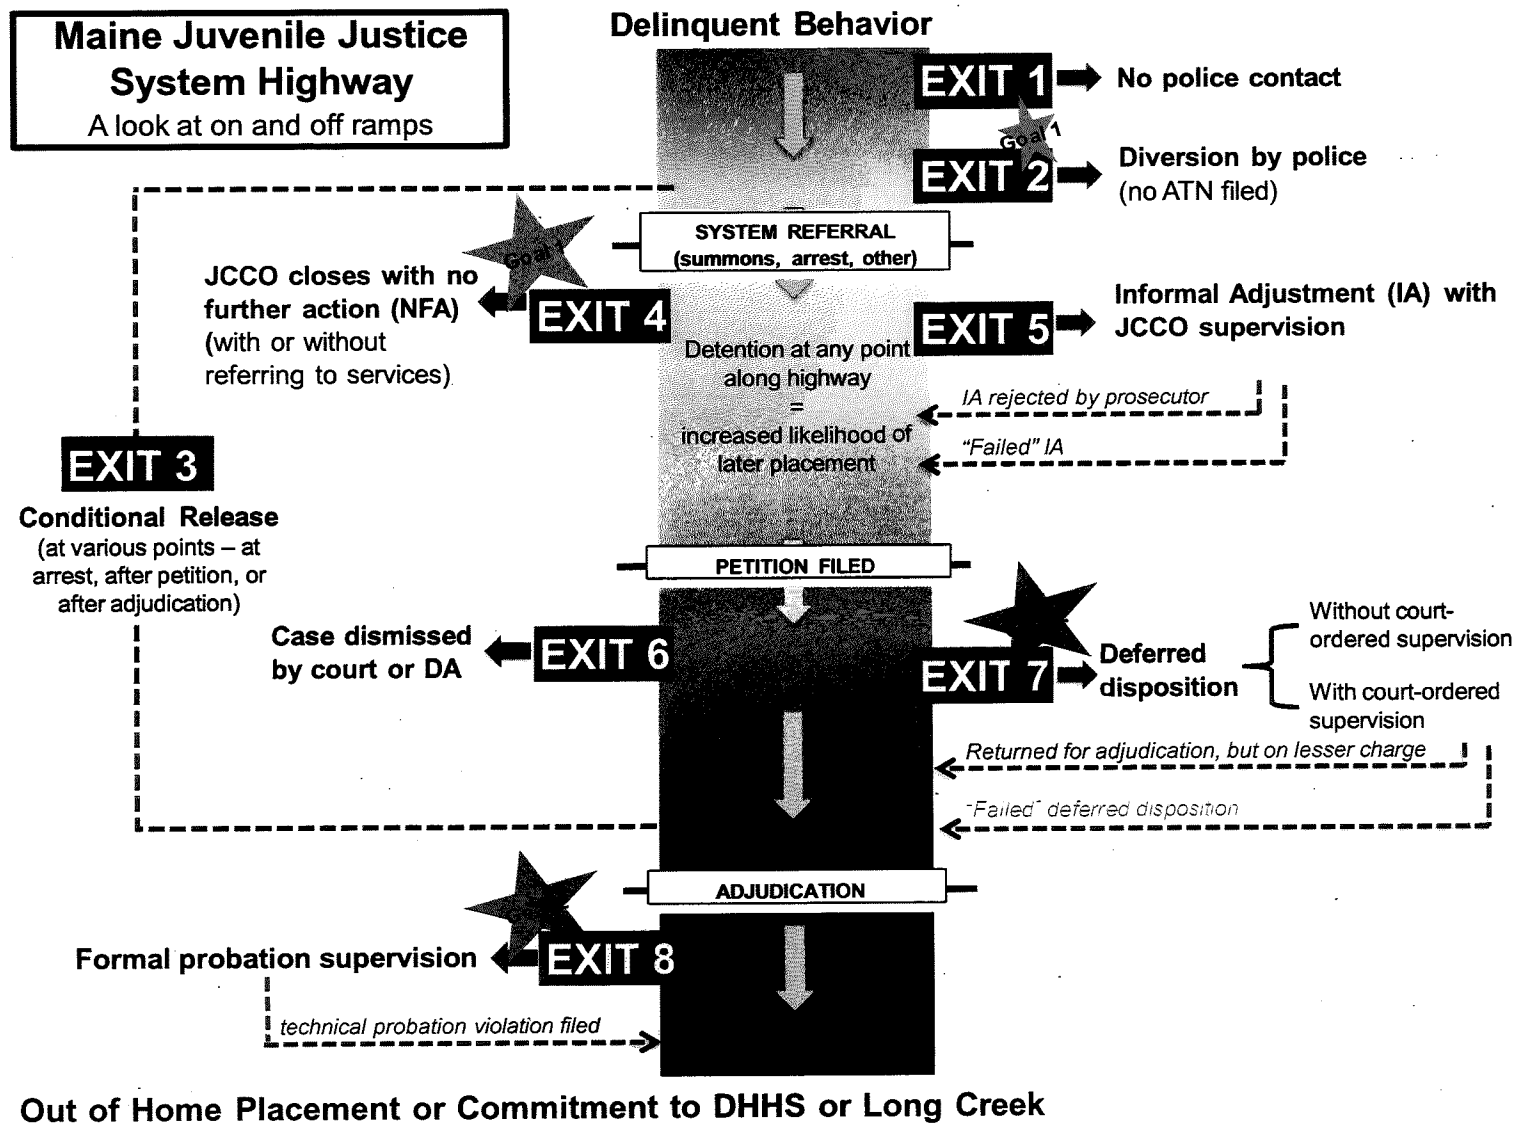 Maine Juvenile Justice
System Highway
A look at on and off ramps
Delinquent Behavior
EXIT 1
No police contact
Goal 1
EXIT 2
Diversion by police
(no ATN filed)
SYSTEM REFERRAL
(summons, arrest, other)
Goal 1
JCCO closes with no
further action (NFA)
(with or without
referring to services)
EXIT 4
EXIT 5
Informal Adjustment (IA) with
JCCO supervision
Detention at any point
along highway
=
increased likelihood of
later placement
IA rejected by prosecutor
"Failed" IA
EXIT 3
Conditional Release
(at various points – at
arrest, after petition, or
after adjudication)
PETITION FILED
Case dismissed
by court or DA
EXIT 6
EXIT 7
Deferred
disposition
Without court-
ordered supervision
With court-ordered
supervision
Returned for adjudication, but on lesser charge
"Failed" deferred disposition
ADJUDICATION
Formal probation supervision
EXIT 8
technical probation violation filed
Out of Home Placement or Commitment to DHHS or Long Creek